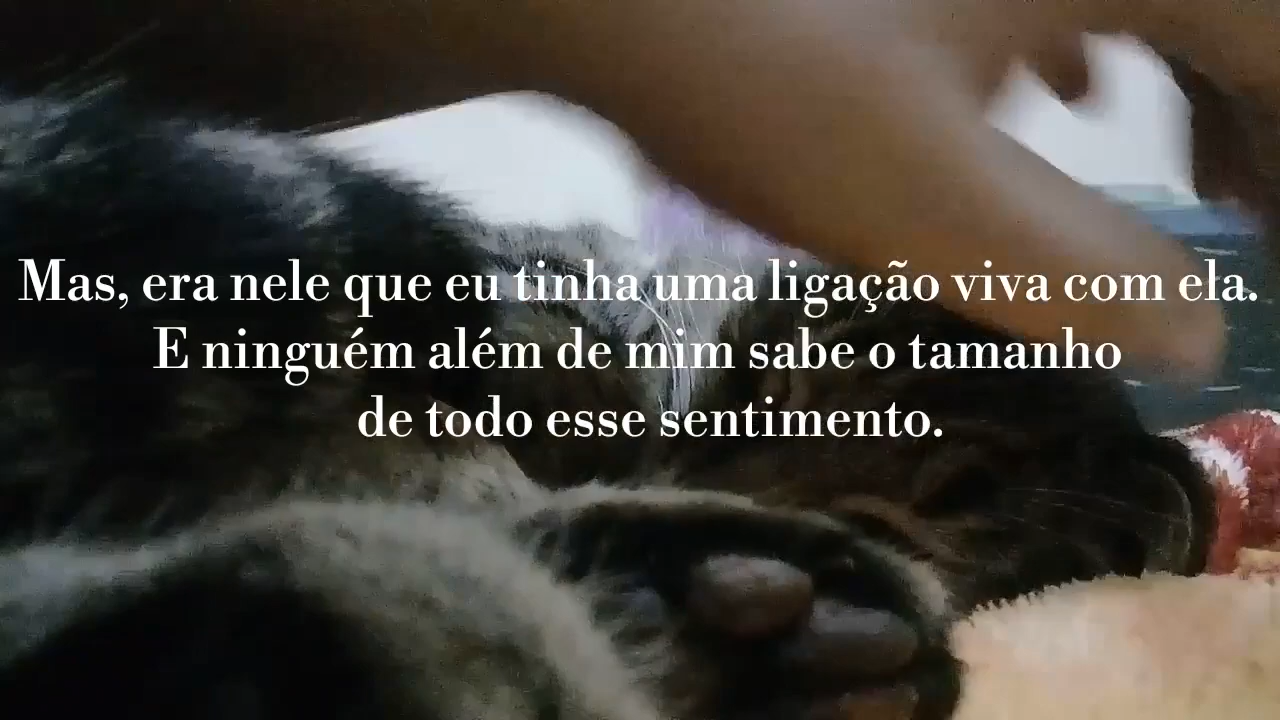 Mas, era nele que eu tinha uma ligação viva com ela.
E ninguém além de mim sabe o tamanho
de todo esse sentimento.